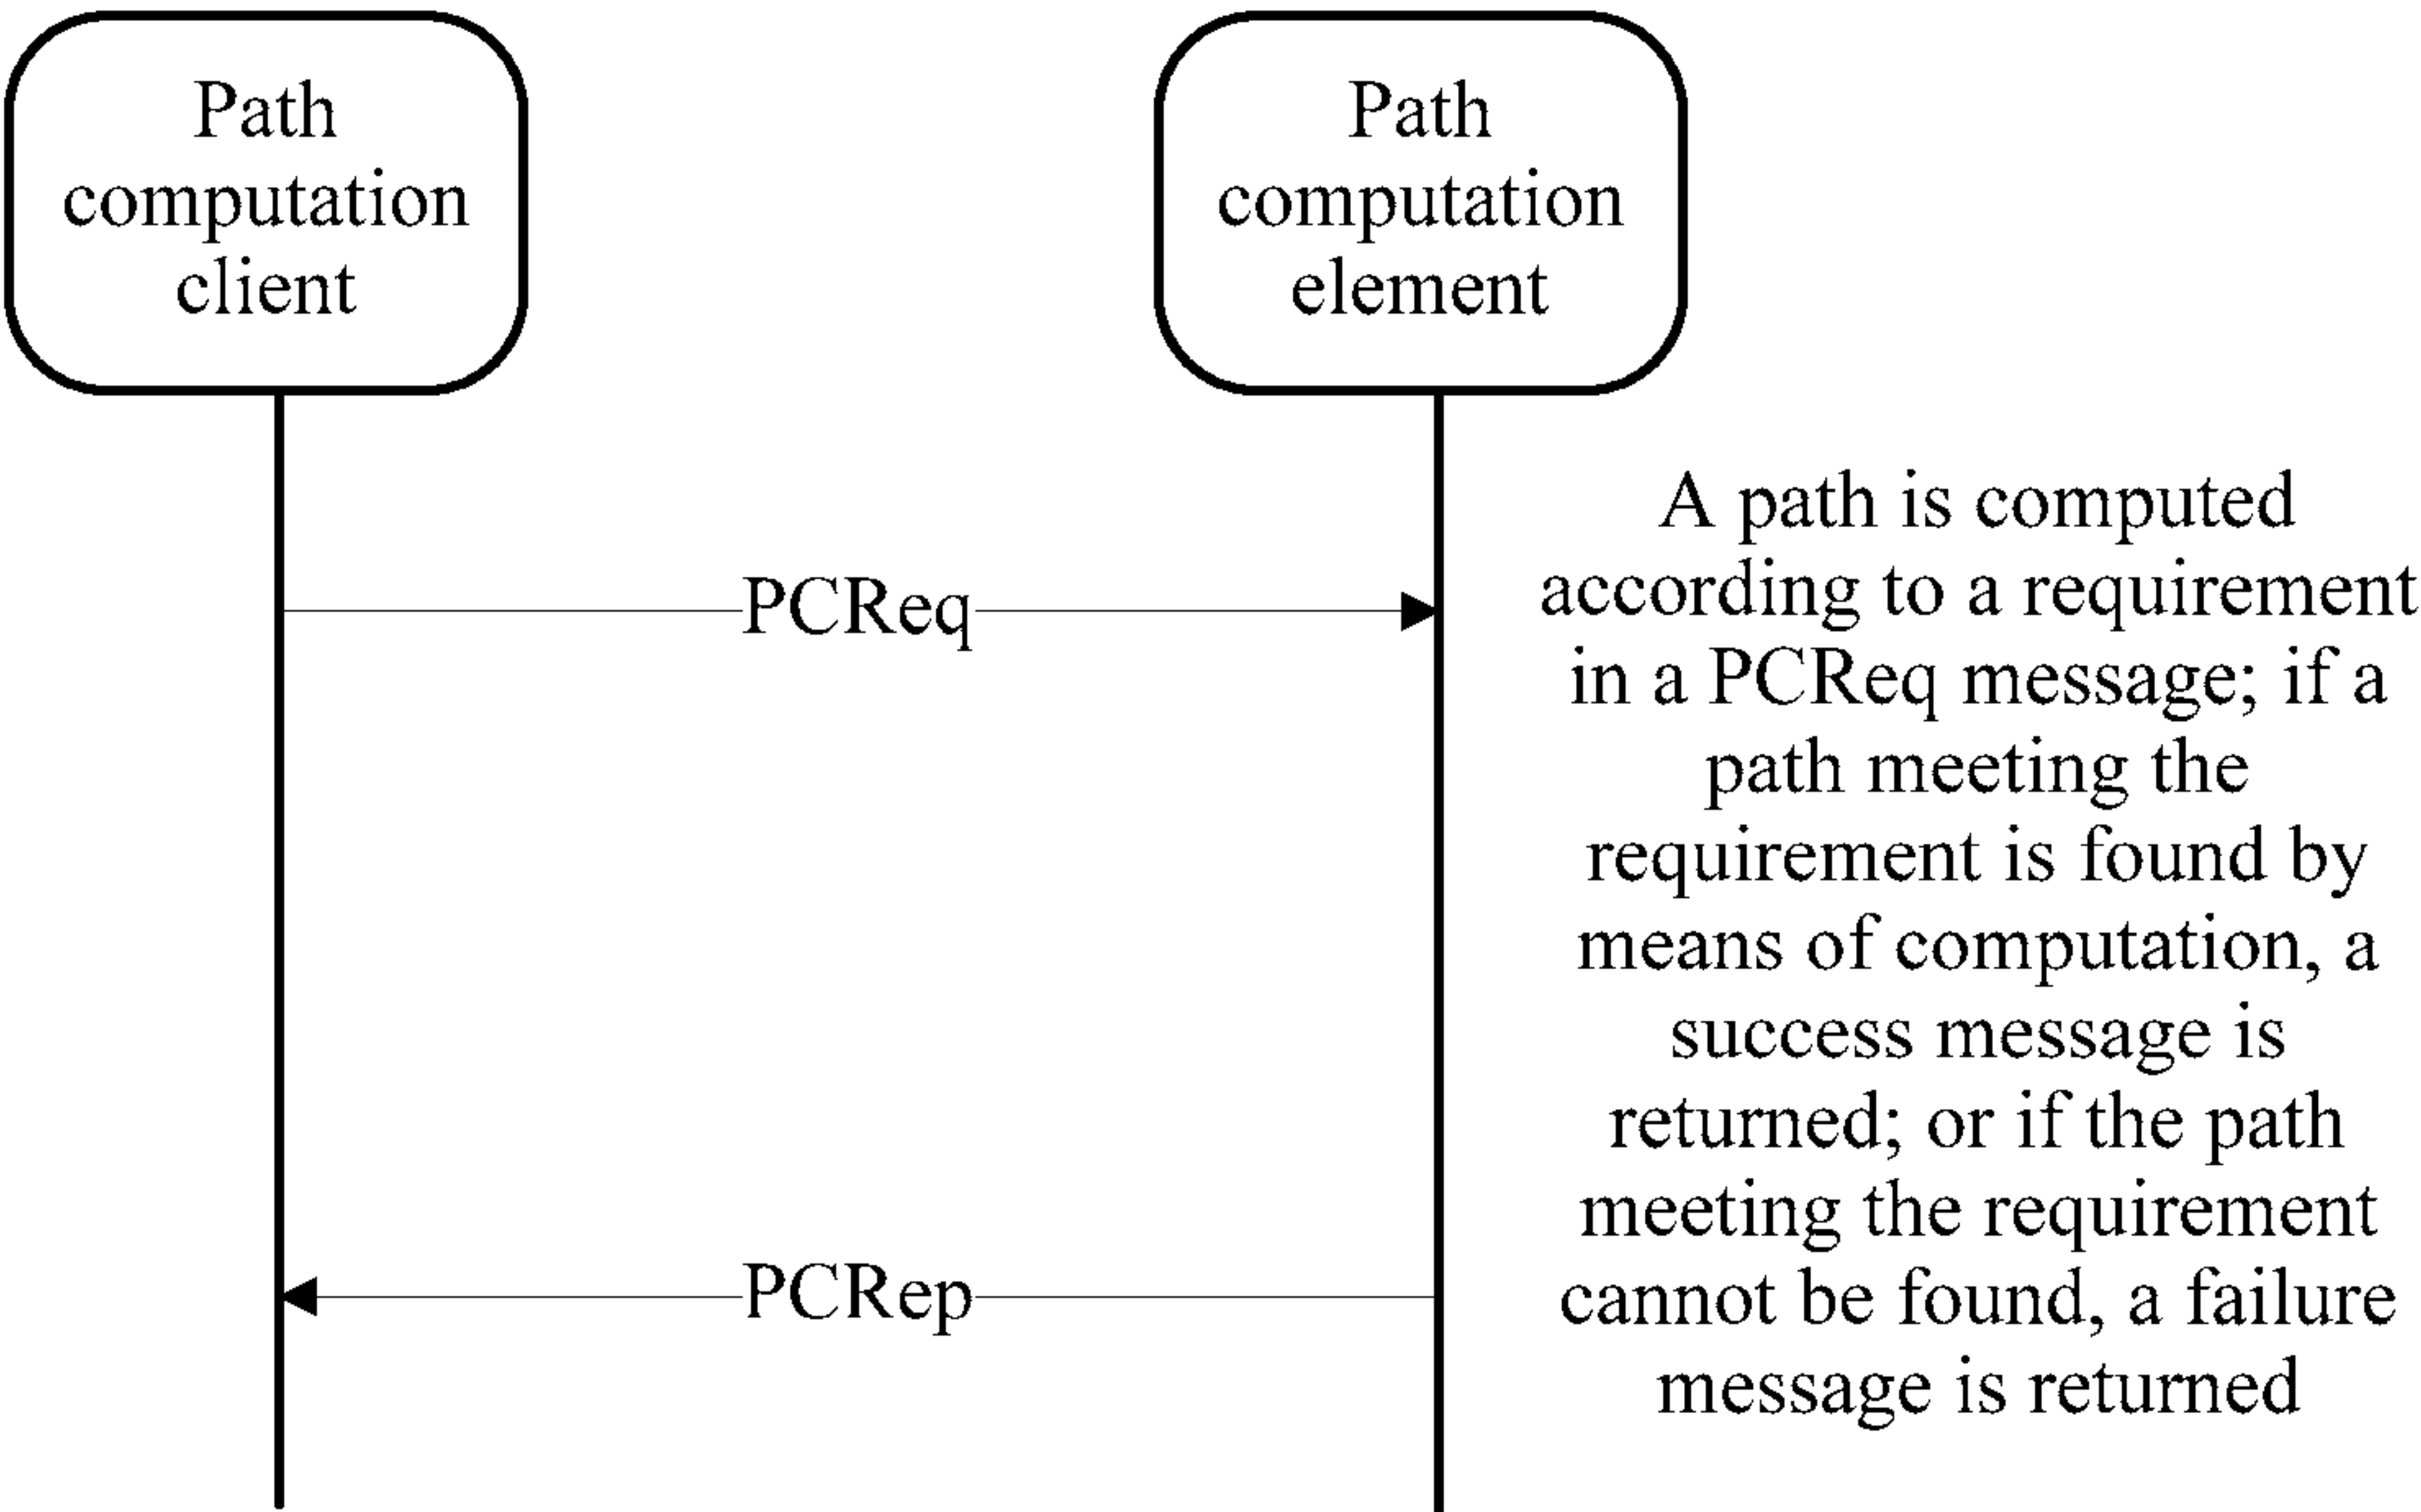 Path
computation
client
Path
computation
element
PCReq
A path is computed
according to a requirement
in a PCReq message; if a
path meeting the
requirement is found by
means of computation, a
success message is
returned; or if the path
meeting the requirement
cannot be found, a failure
message is returned
PCRep